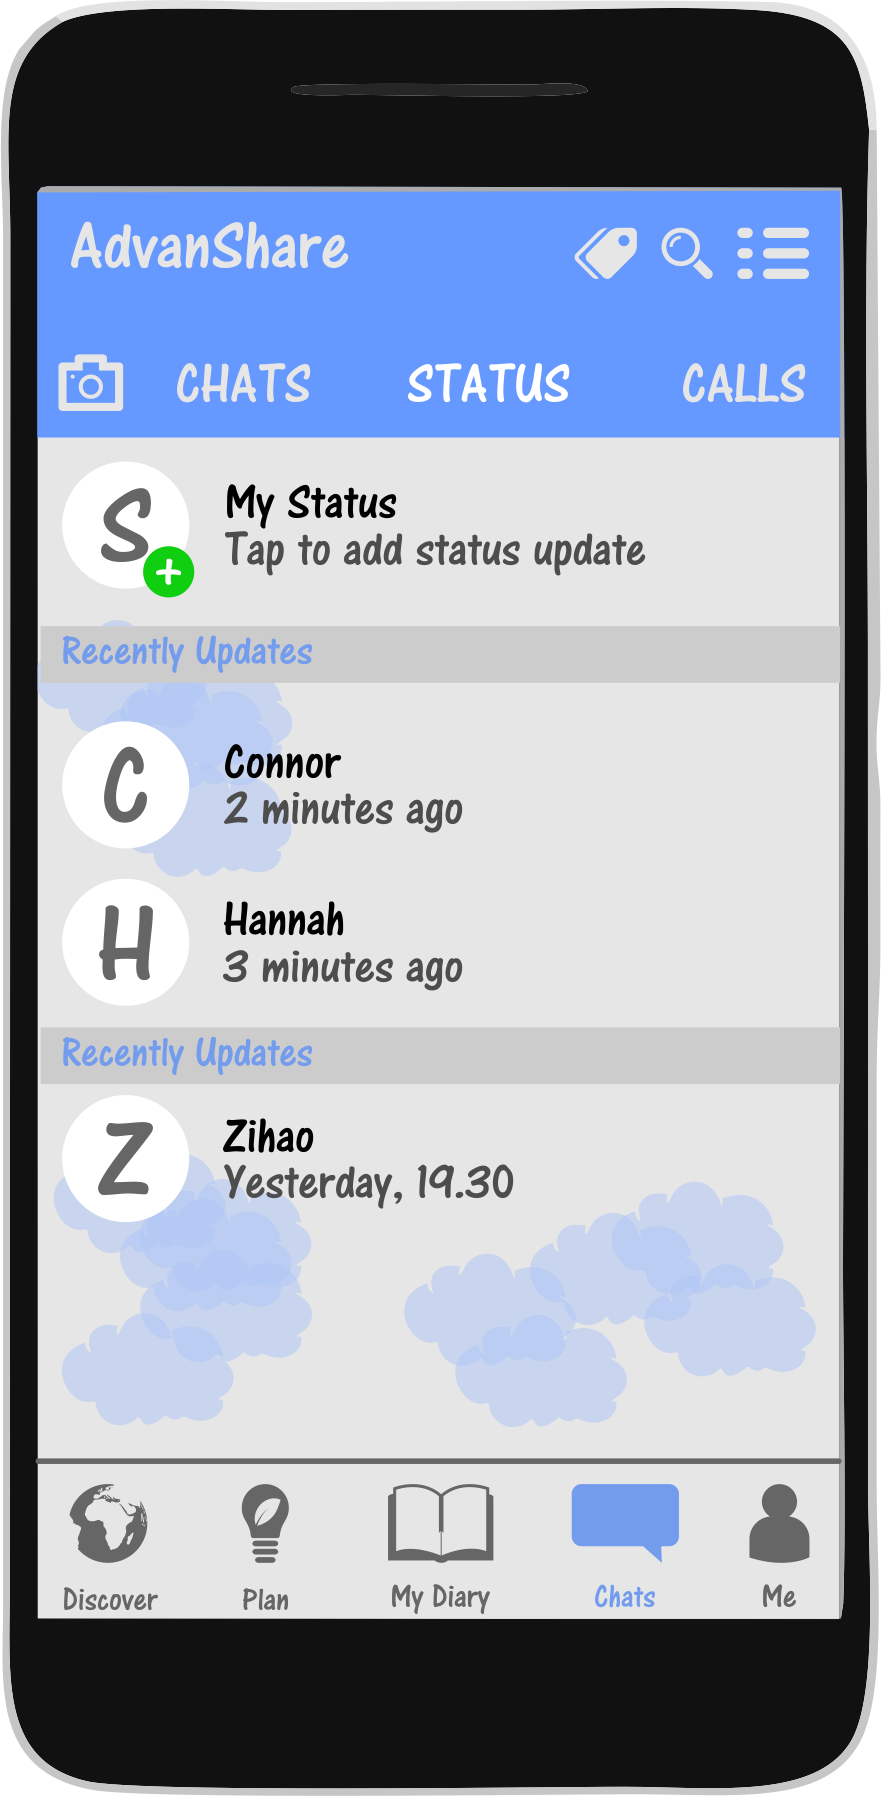 AdvanShare
CHATS STATUS CALLS
S
My Status
Tap to add status update
Recently Updates
C
Connor
2 minutes ago
H
Hannah
3 minutes ago
Recently Updates
Z
Zihao
Yesterday, 19.30
Discover Plan My Diary Chats Me